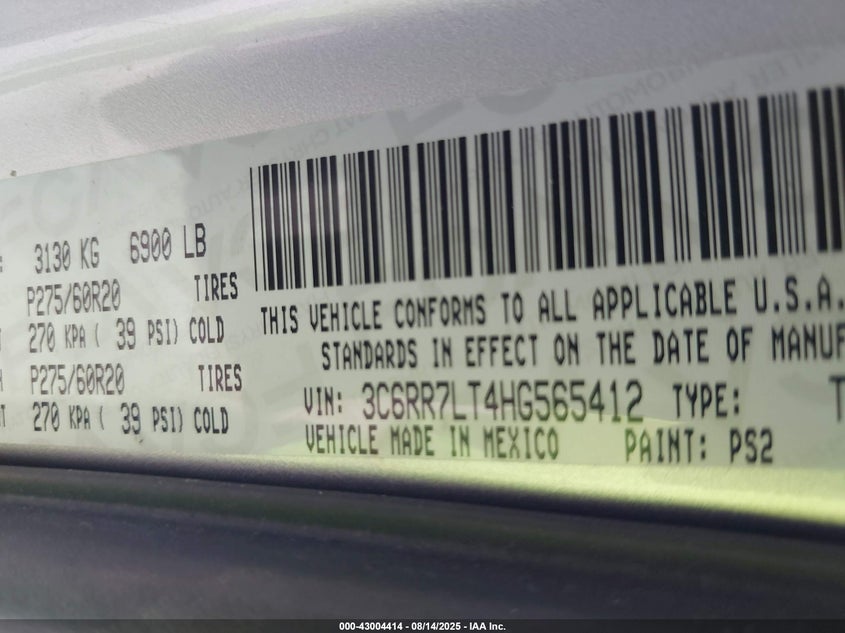 : 3130 KG 6900 LB
P275/60R20 TIRES
T 270 KPA ( 39 PSI) COLD
H P275/60R20 TIRES
NT 270 KPA ( 39 PSI) COLD
THIS VEHICLE CONFORMS TO ALL APPLICABLE U.S.A.
STANDARDS IN EFFECT ON THE DATE OF MANUF
VIN: 3C6RR7LT4HG565412 TYPE: T
VEHICLE MADE IN MEXICO PAINT: PS2
000-43004414 - 08/14/2025 - IAA Inc.